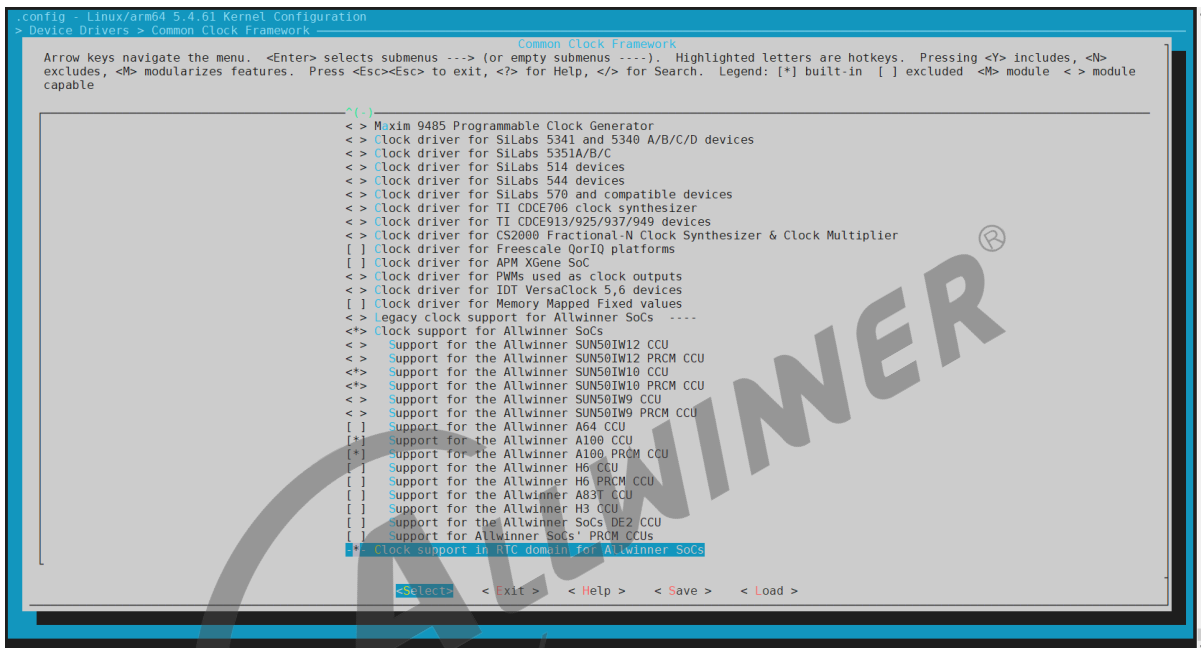 .config - Linux/arm64 5.4.61 Kernel Configuration
> Device Drivers > Common Clock Framework
Common Clock Framework
Arrow keys navigate the menu.  <Enter> selects submenus ---> (or empty submenus ----).  Highlighted letters are hotkeys.  Pressing <Y> includes, <N>
excludes, <M> modularizes features.  Press <Esc><Esc> to exit, <?> for Help, </> for Search.  Legend: [*] built-in  [ ] excluded  <M> module  < > module
capable
^(-)
< > Maxim 9485 Programmable Clock Generator
< > Clock driver for SiLabs 5341 and 5340 A/B/C/D devices
< > Clock driver for SiLabs 5351A/B/C
< > Clock driver for SiLabs 514 devices
< > Clock driver for SiLabs 544 devices
< > Clock driver for SiLabs 570 and compatible devices
< > Clock driver for TI CDCE706 clock synthesizer
< > Clock driver for TI CDCE913/925/937/949 devices
< > Clock driver for CS2000 Fractional-N Clock Synthesizer & Clock Multiplier
[ ] Clock driver for Freescale QorIQ platforms
[ ] Clock driver for APM XGene SoC
< > Clock driver for PWMs used as clock outputs
< > Clock driver for IDT VersaClock 5,6 devices
[ ] Clock driver for Memory Mapped Fixed values
< > Legacy clock support for Allwinner SoCs  ----
<*> Clock support for Allwinner SoCs
< >   Support for the Allwinner SUN50IW12 CCU
< >   Support for the Allwinner SUN50IW12 PRCM CCU
<*>   Support for the Allwinner SUN50IW10 CCU
<*>   Support for the Allwinner SUN50IW10 PRCM CCU
< >   Support for the Allwinner SUN50IW9 CCU
< >   Support for the Allwinner SUN50IW9 PRCM CCU
[ ]   Support for the Allwinner A64 CCU
[*]   Support for the Allwinner A100 CCU
[*]   Support for the Allwinner A100 PRCM CCU
[ ]   Support for the Allwinner H6 CCU
[ ]   Support for the Allwinner H6 PRCM CCU
[ ]   Support for the Allwinner A83T CCU
[ ]   Support for the Allwinner H3 CCU
[ ]   Support for the Allwinner SoCs DE2 CCU
[ ]   Support for Allwinner SoCs' PRCM CCUs
-*- Clock support in RTC domain for Allwinner SoCs
<Select>    < Exit >    < Help >    < Save >    < Load >
ALLWINNER®